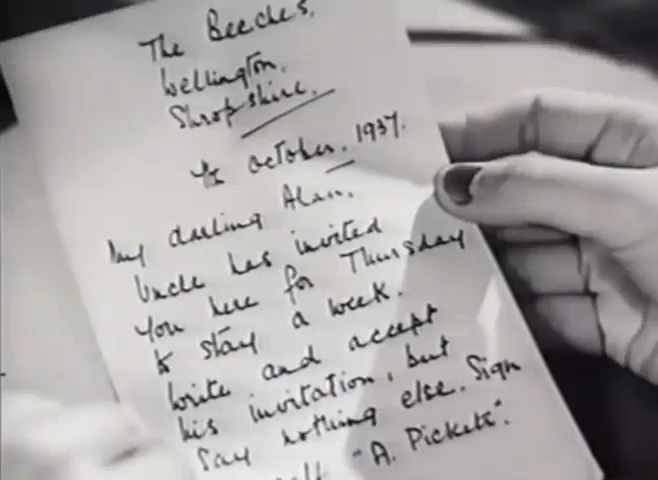 The Beeches,
Wellington,
Shropshire.
October. 1937.
My darling Alan.
Uncle has invited
you here for Thursday
to stay a week.
Write and accept
his invitation, but
say nothing else. Sign
"A. Pickett".